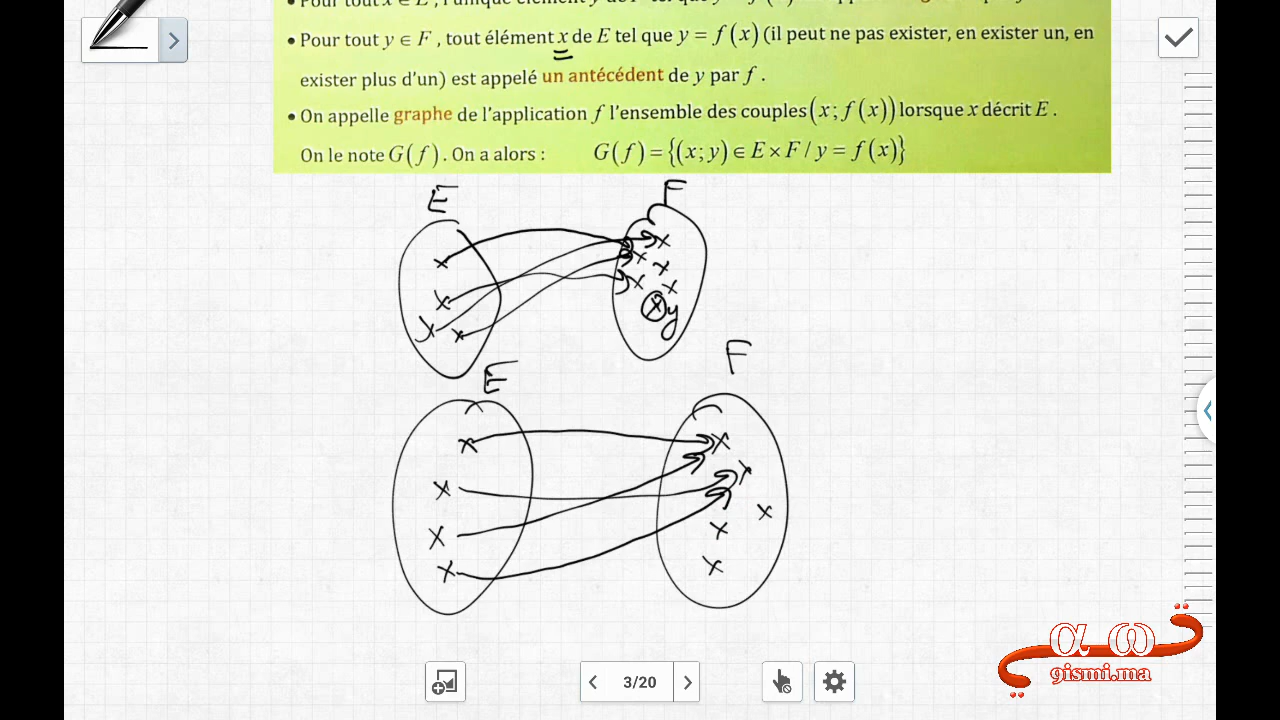 • Pour tout y ∈ F , tout élément x de E tel que y = f(x) (il peut ne pas exister, en exister un, en
exister plus d'un) est appelé un antécédent de y par f .
• On appelle graphe de l'application f l'ensemble des couples (x ; f(x)) lorsque x décrit E .
On le note G(f) . On a alors : G(f) = {(x; y) ∈ E × F / y = f(x)}
E F
y
E F
3/20
α ω
gismi.ma